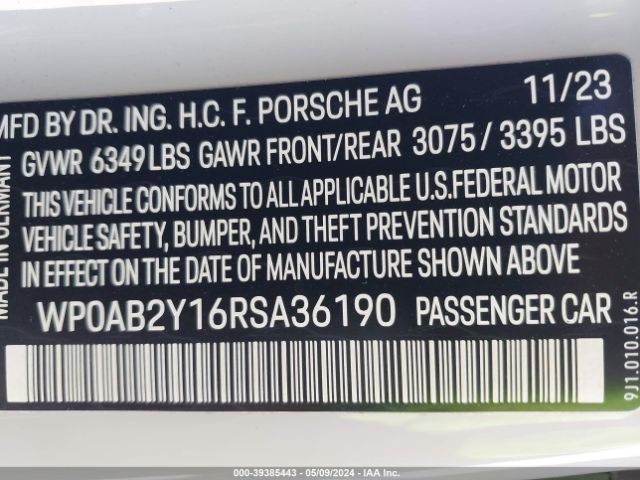 MFD BY DR. ING. H.C. F. PORSCHE AG 11/23
GVWR 6349 LBS GAWR FRONT/REAR 3075 / 3395 LBS
THIS VEHICLE CONFORMS TO ALL APPLICABLE U.S. FEDERAL MOTOR
VEHICLE SAFETY, BUMPER, AND THEFT PREVENTION STANDARDS
IN EFFECT ON THE DATE OF MANUFACTURE SHOWN ABOVE.
WP0AB2Y16RSA36190 PASSENGER CAR
MADE IN GERMANY
9J1.010.016.R
000-39385443 - 05/09/2024 - IAAI.com